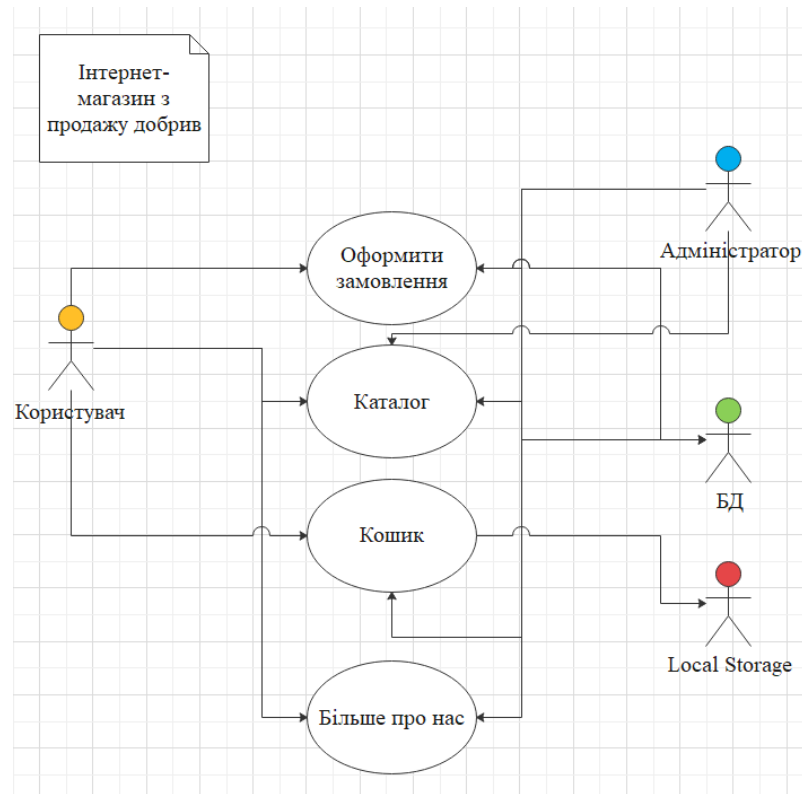 Інтернет-
магазин з
продажу добрив
Адміністратор
Оформити
замовлення
Користувач
Каталог
БД
Кошик
Local Storage
Більше про нас